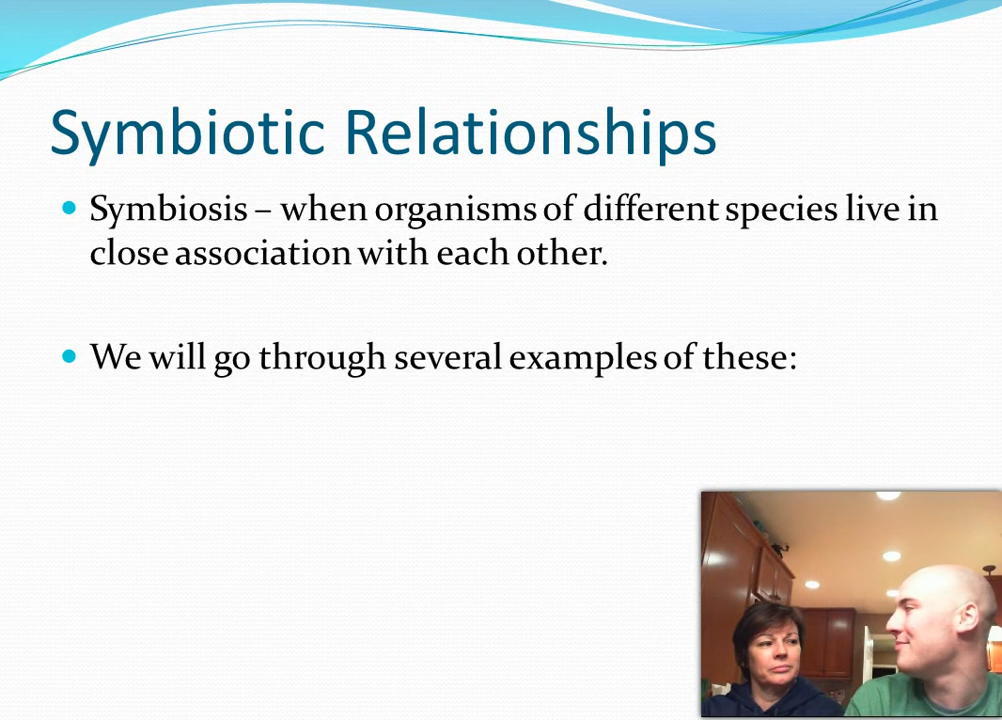 Symbiotic Relationships
Symbiosis – when organisms of different species live in
close association with each other.
We will go through several examples of these: